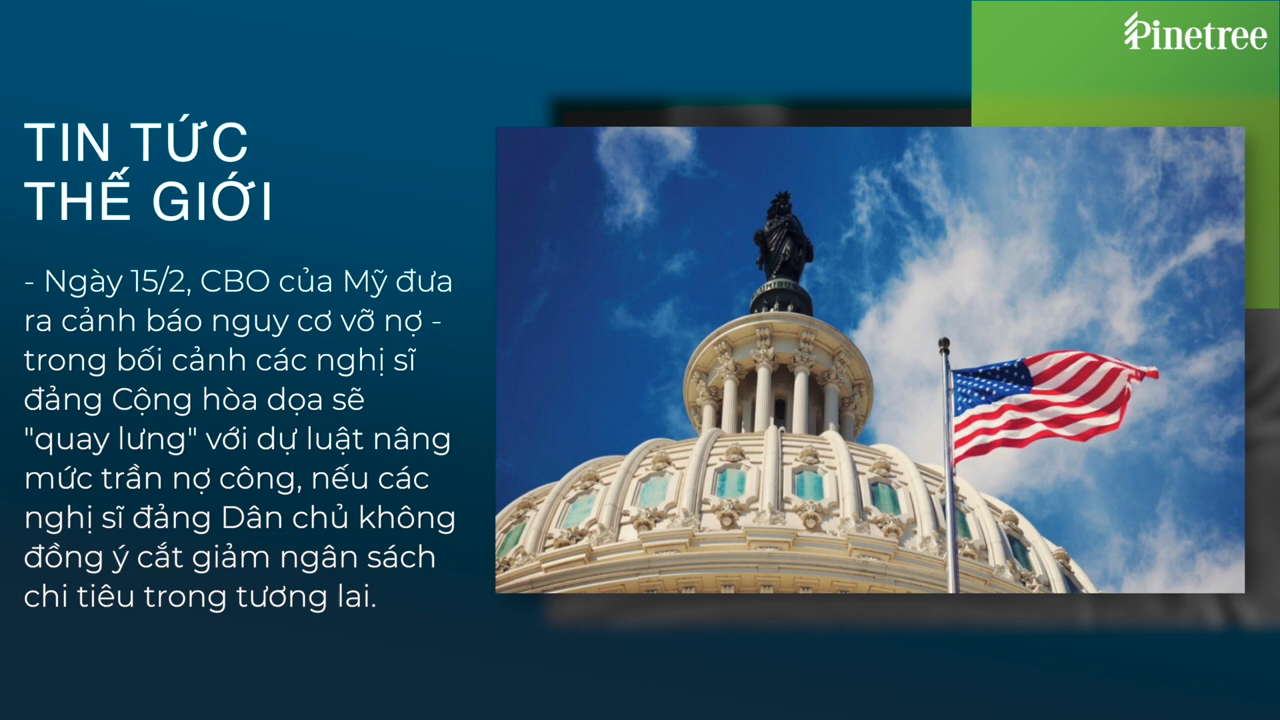 Pinetree
TIN TỨC
THẾ GIỚI
- Ngày 15/2, CBO của Mỹ đưa
ra cảnh báo nguy cơ vỡ nợ -
trong bối cảnh các nghị sĩ
đảng Cộng hòa dọa sẽ
"quay lưng" với dự luật nâng
mức trần nợ công, nếu các
nghị sĩ đảng Dân chủ không
đồng ý cắt giảm ngân sách
chi tiêu trong tương lai.